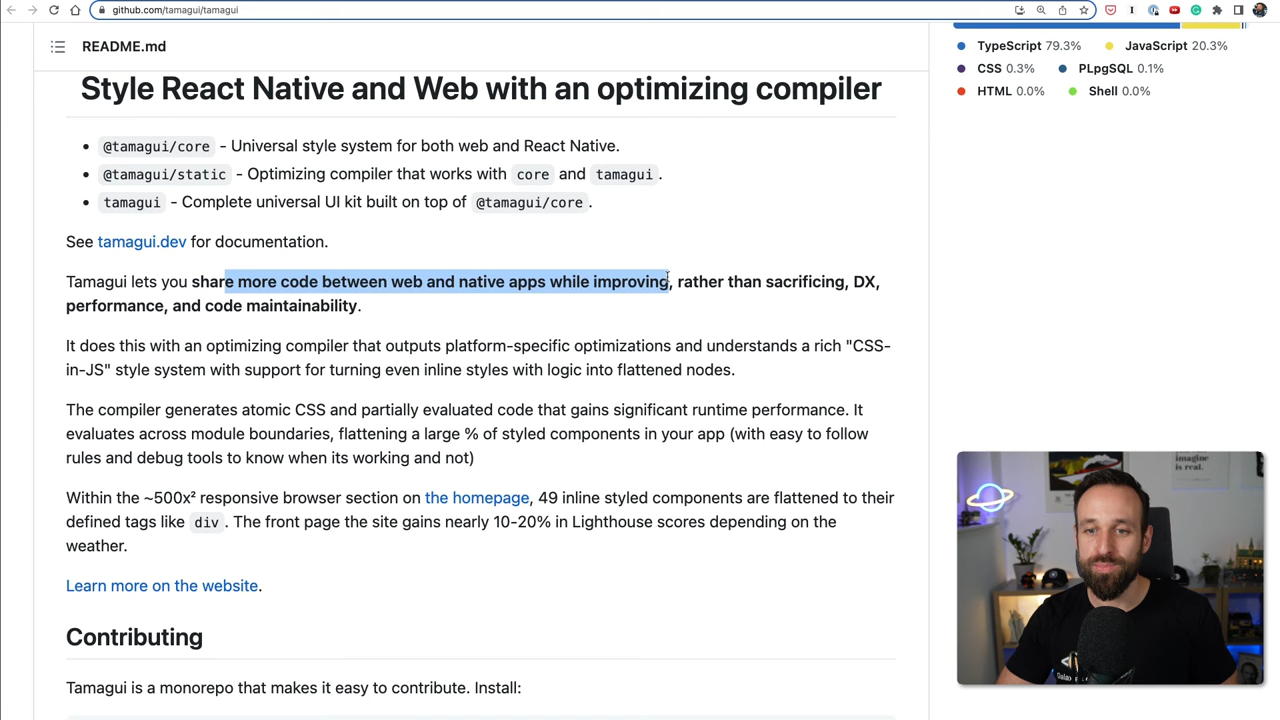 github.com/tamagui/tamagui
README.md
Style React Native and Web with an optimizing compiler
@tamagui/core - Universal style system for both web and React Native.
@tamagui/static - Optimizing compiler that works with core and tamagui.
tamagui - Complete universal UI kit built on top of @tamagui/core.
See tamagui.dev for documentation.
Tamagui lets you share more code between web and native apps while improving, rather than sacrificing, DX,
performance, and code maintainability.
It does this with an optimizing compiler that outputs platform-specific optimizations and understands a rich "CSS-
in-JS" style system with support for turning even inline styles with logic into flattened nodes.
The compiler generates atomic CSS and partially evaluated code that gains significant runtime performance. It
evaluates across module boundaries, flattening a large % of styled components in your app (with easy to follow
rules and debug tools to know when its working and not)
Within the ~500x² responsive browser section on the homepage, 49 inline styled components are flattened to their
defined tags like div. The front page the site gains nearly 10-20% in Lighthouse scores depending on the
weather.
Learn more on the website.
Contributing
Tamagui is a monorepo that makes it easy to contribute. Install:
TypeScript 79.3% JavaScript 20.3%
CSS 0.3% PLpgSQL 0.1%
HTML 0.0% Shell 0.0%
imagine
is real.